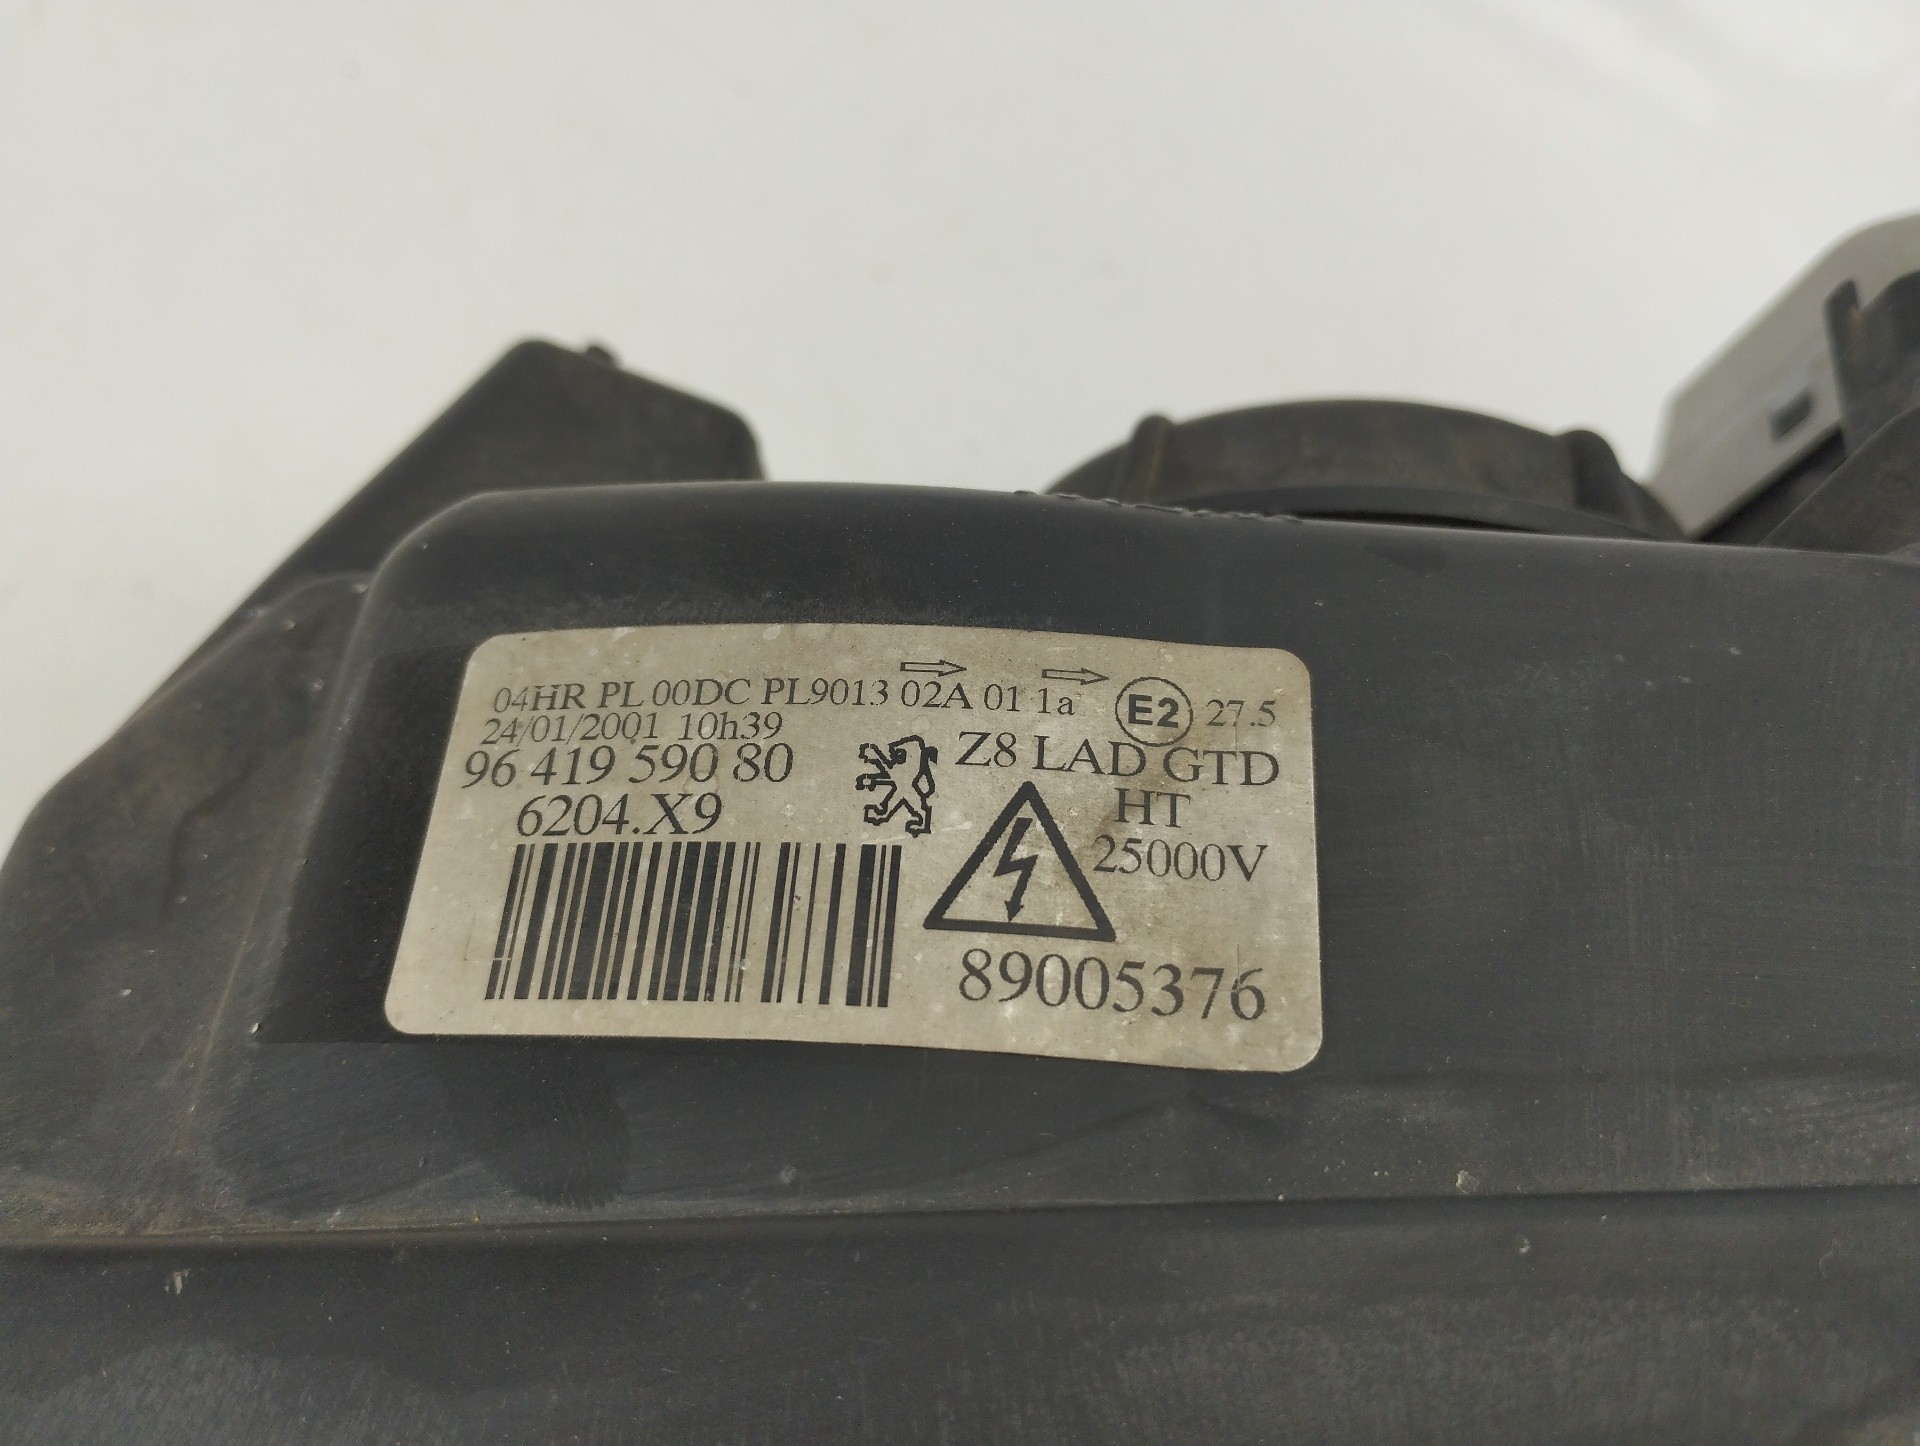 04HR PL 00DC PL9013 02A 01 1a E2 27.5
24/01/2001 10h39
96 419 590 80 Z8 LAD GTD
6204.X9 HT
25000V
89005376